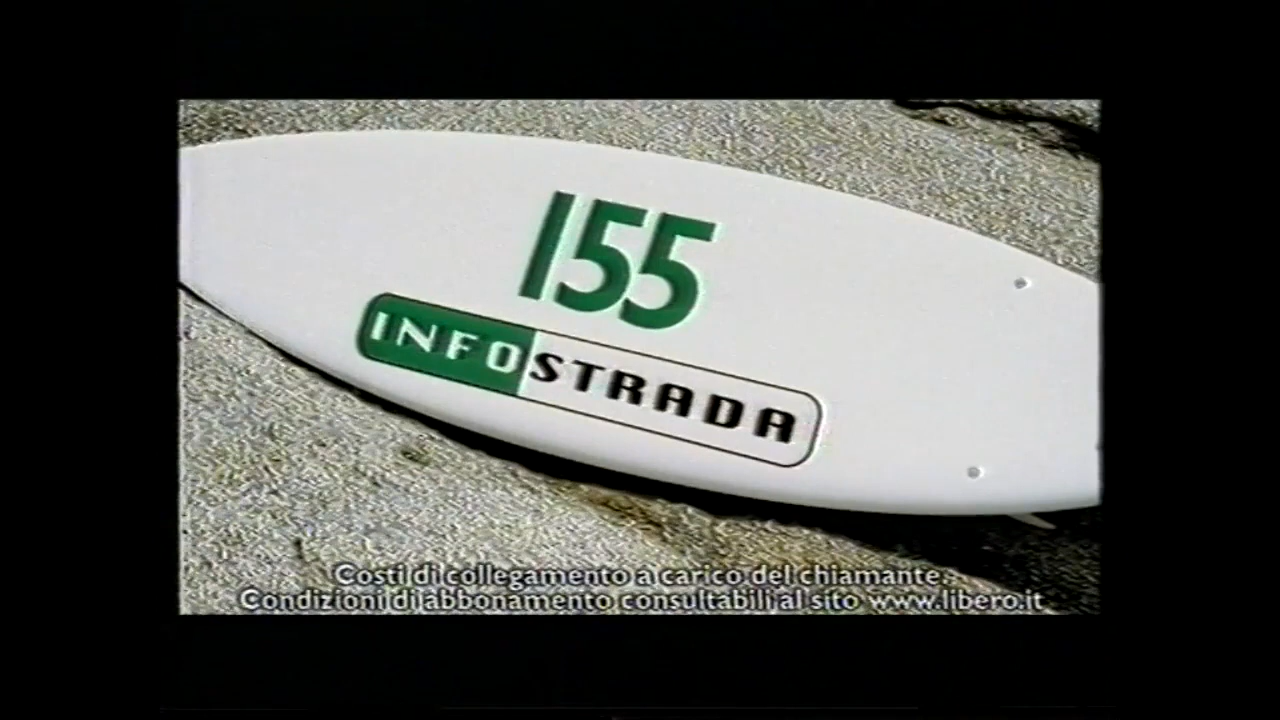 155
INFOSTRADA
Costi di collegamento a carico del chiamante.
Condizioni di abbonamento consultabili al sito www.libero.it